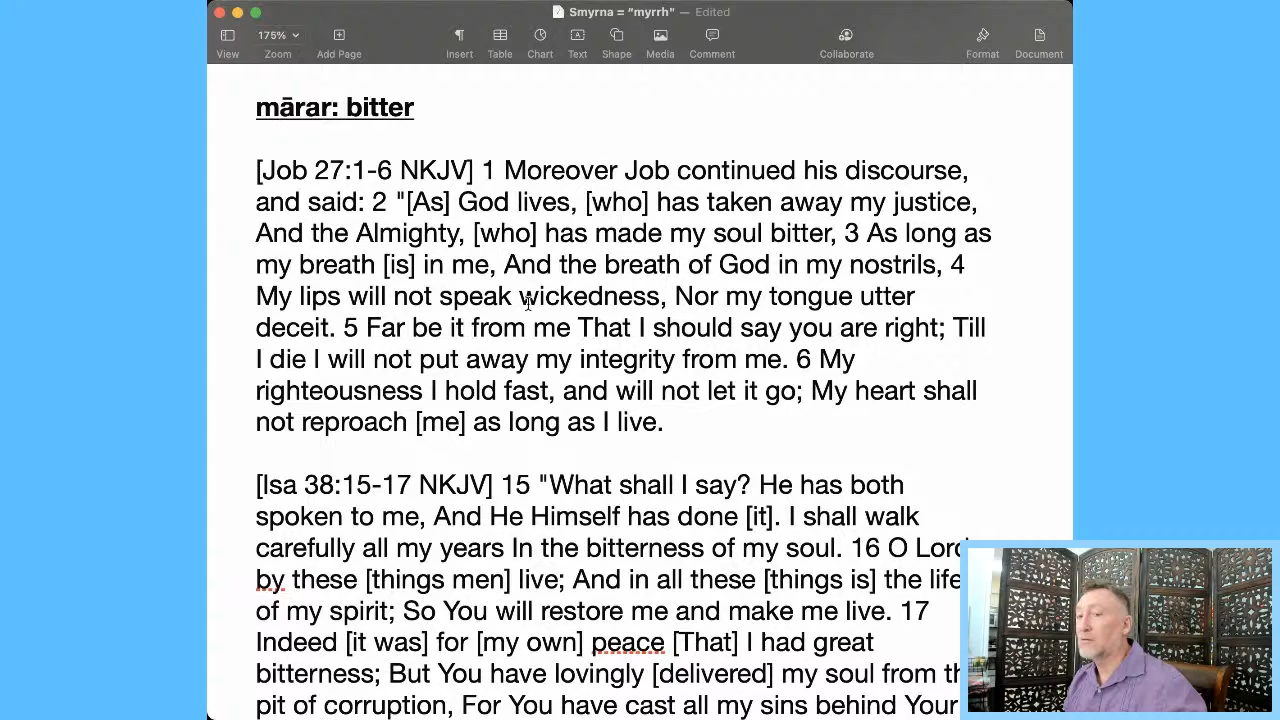 Smyrna = "myrrh" — Edited
175%
View
Zoom
Add Page
Insert
Table
Chart
Text
Shape
Media
Comment
Collaborate
Format
Document
mārar: bitter
[Job 27:1-6 NKJV] 1 Moreover Job continued his discourse,
and said: 2 "[As] God lives, [who] has taken away my justice,
And the Almighty, [who] has made my soul bitter, 3 As long as
my breath [is] in me, And the breath of God in my nostrils, 4
My lips will not speak wickedness, Nor my tongue utter
deceit. 5 Far be it from me That I should say you are right; Till
I die I will not put away my integrity from me. 6 My
righteousness I hold fast, and will not let it go; My heart shall
not reproach [me] as long as I live.
[Isa 38:15-17 NKJV] 15 "What shall I say? He has both
spoken to me, And He Himself has done [it]. I shall walk
carefully all my years In the bitterness of my soul. 16 O Lord
by these [things men] live; And in all these [things is] the life
of my spirit; So You will restore me and make me live. 17
Indeed [it was] for [my own] peace [That] I had great
bitterness; But You have lovingly [delivered] my soul from th
pit of corruption, For You have cast all my sins behind Your